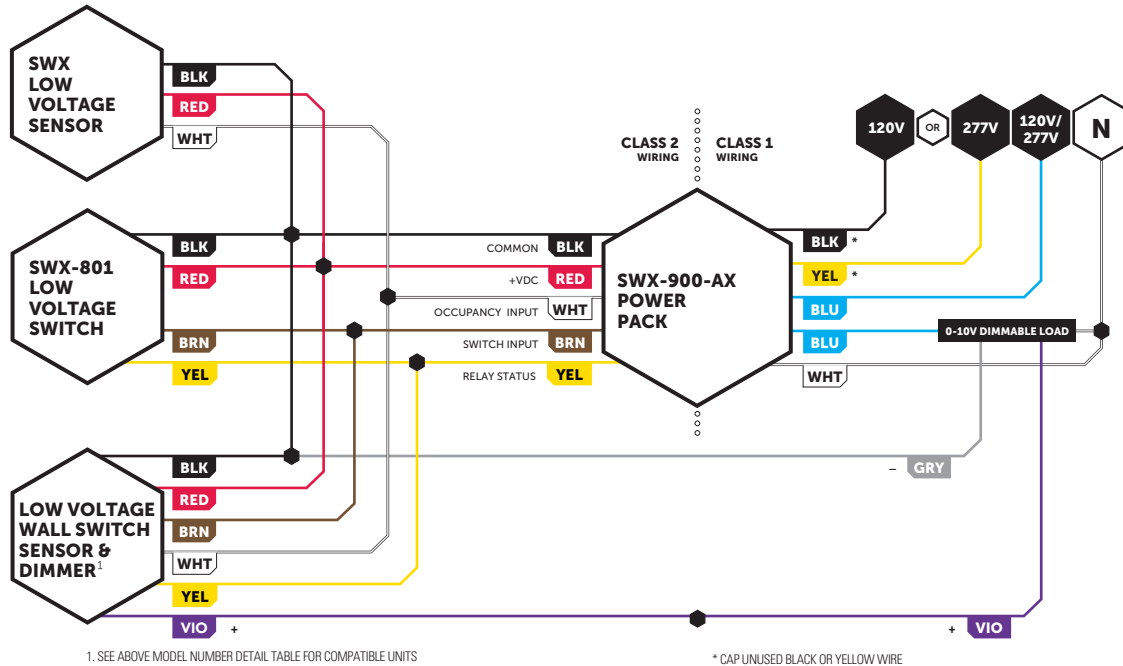 SWX
LOW
VOLTAGE
SENSOR
BLK
RED
WHT
CLASS 2
WIRING
CLASS 1
WIRING
120V
OR
277V
120V/
277V
N
SWX-801
LOW
VOLTAGE
SWITCH
BLK
RED
BRN
YEL
COMMON BLK
+VDC RED
OCCUPANCY INPUT WHT
SWITCH INPUT BRN
RELAY STATUS YEL
SWX-900-AX
POWER
PACK
BLK *
YEL *
BLU
BLU
WHT
0-10V DIMMABLE LOAD
LOW VOLTAGE
WALL SWITCH
SENSOR &
DIMMER1
BLK
RED
BRN
WHT
YEL
VIO +
– GRY
+ VIO
1. SEE ABOVE MODEL NUMBER DETAIL TABLE FOR COMPATIBLE UNITS
* CAP UNUSED BLACK OR YELLOW WIRE